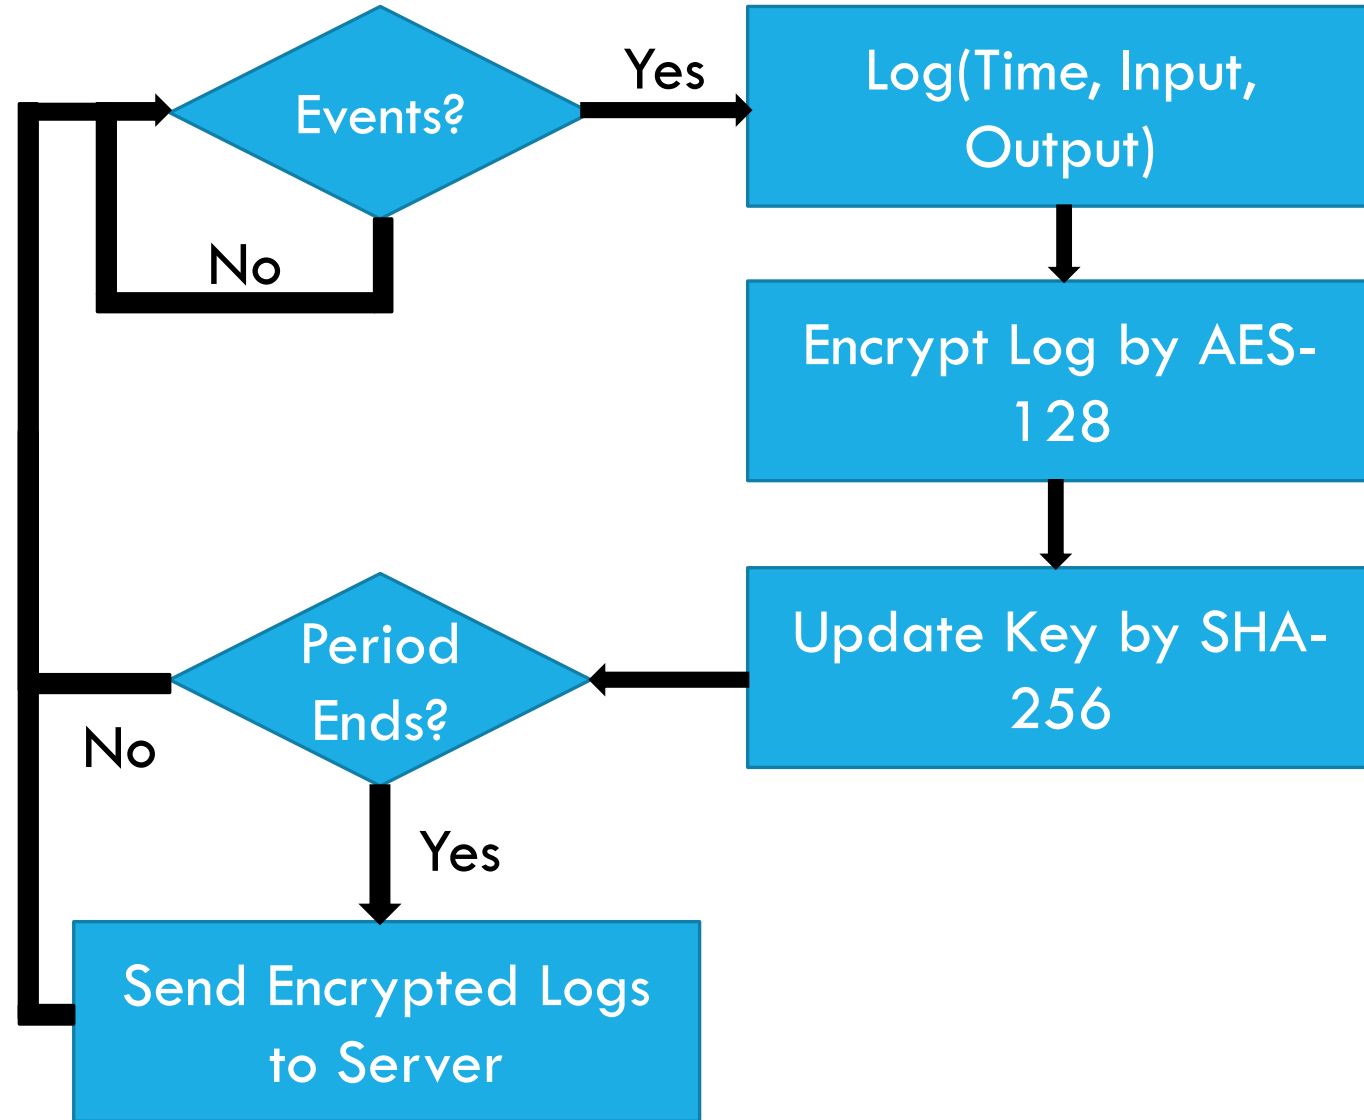 Events?
Yes
Log(Time, Input,
Output)
No
Encrypt Log by AES-
128
Update Key by SHA-
256
Period
Ends?
No
Yes
Send Encrypted Logs
to Server